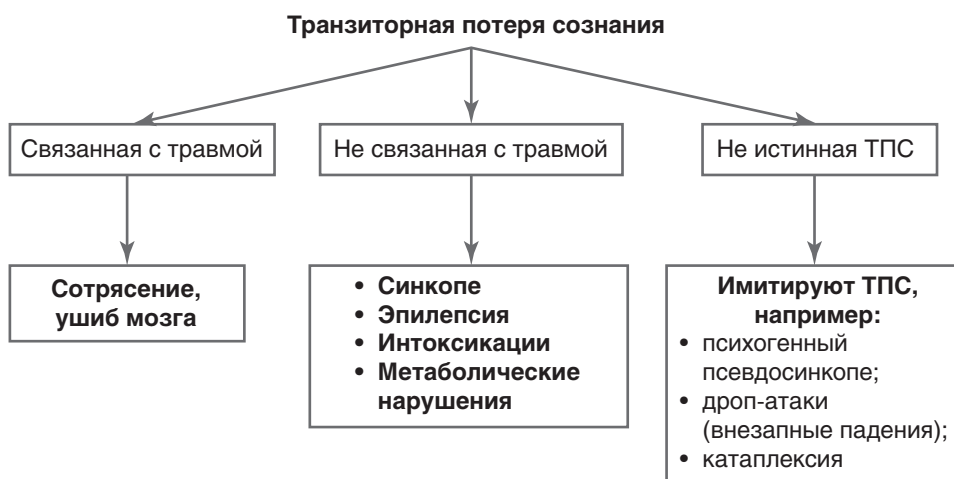 Транзиторная потеря сознания
Связанная с травмой
Не связанная с травмой
Не истинная ТПС
Сотрясение,
ушиб мозга
• Синкопе
• Эпилепсия
• Интоксикации
• Метаболические
нарушения
Имитируют ТПС,
например:
• психогенный
псевдосинкопе;
• дроп-атаки
(внезапные падения);
• катаплексия